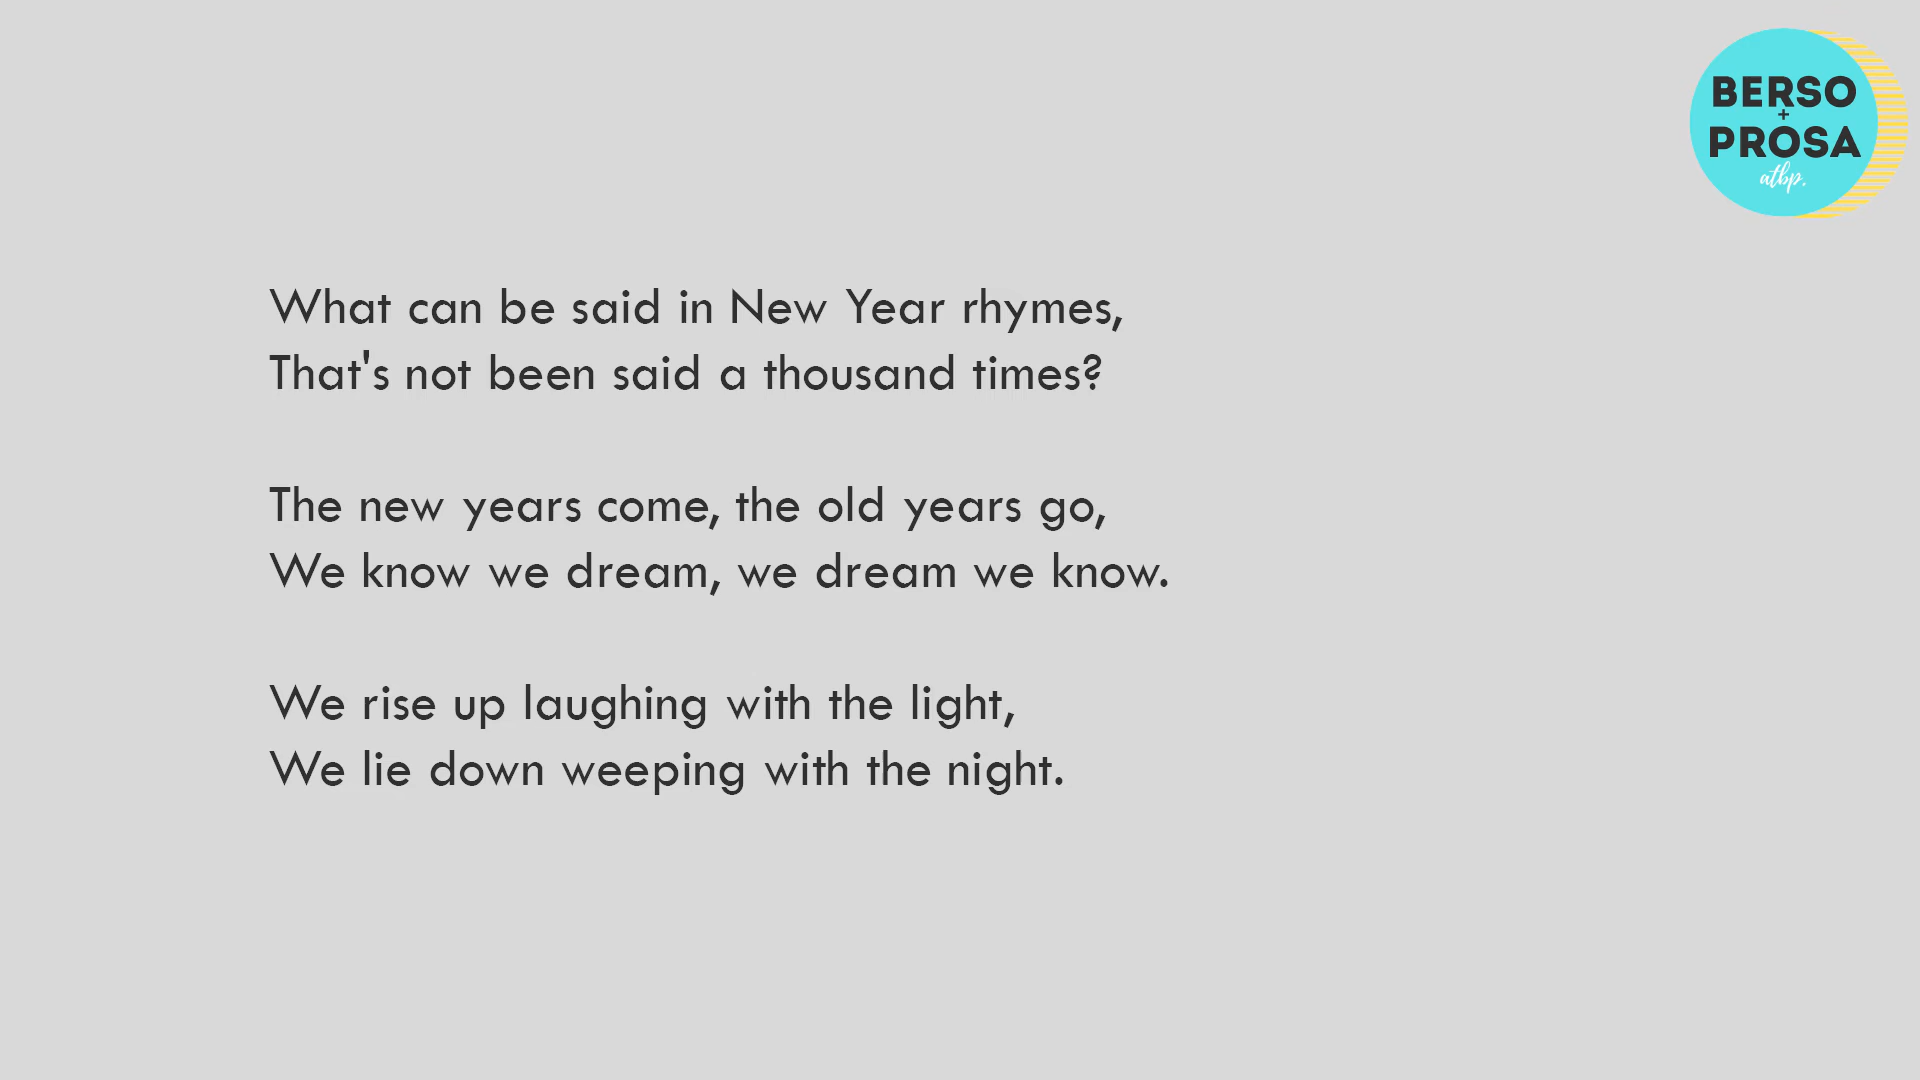 BERSO
+
PROSA
atbp.
What can be said in New Year rhymes,
That's not been said a thousand times?
The new years come, the old years go,
We know we dream, we dream we know.
We rise up laughing with the light,
We lie down weeping with the night.